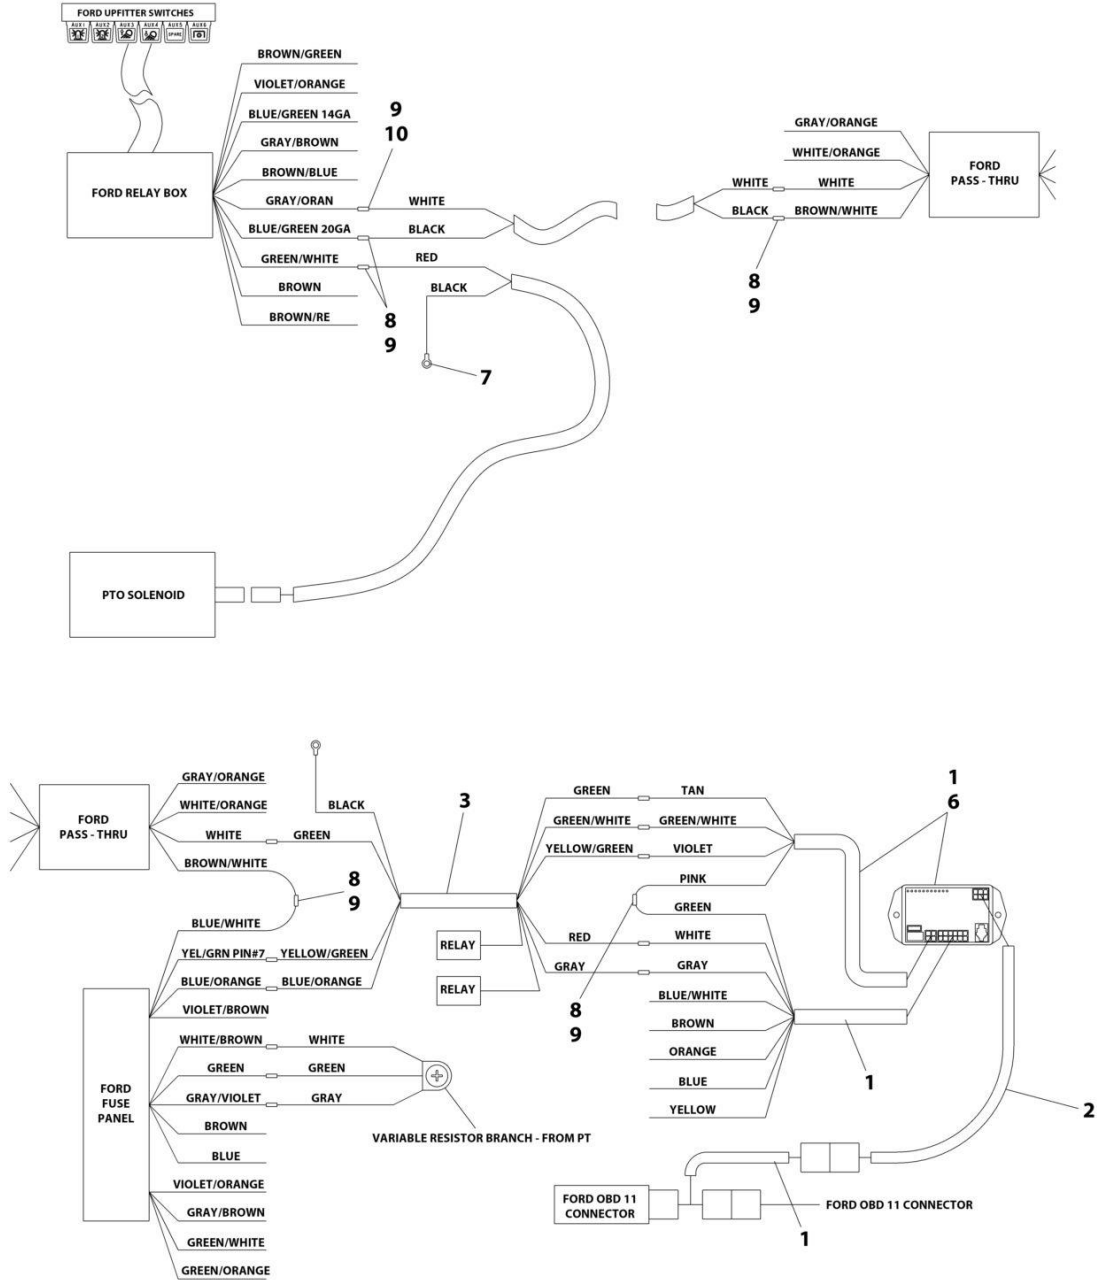 FORD UPFITTER SWITCHES
AUX1 AUX2 AUX3 AUX4 AUX5 AUX6
SPARE
BROWN/GREEN
VIOLET/ORANGE
BLUE/GREEN 14GA
GRAY/BROWN
BROWN/BLUE
GRAY/ORAN
BLUE/GREEN 20GA
GREEN/WHITE
BROWN
BROWN/RE
FORD RELAY BOX
9
10
WHITE
BLACK
RED
BLACK
8
9
7
GRAY/ORANGE
WHITE/ORANGE
WHITE WHITE
BLACK BROWN/WHITE
FORD
PASS - THRU
8
9
PTO SOLENOID
FORD
PASS - THRU
GRAY/ORANGE
WHITE/ORANGE
WHITE GREEN
BROWN/WHITE
BLACK
8
9
BLUE/WHITE
YEL/GRN PIN#7 YELLOW/GREEN
BLUE/ORANGE BLUE/ORANGE
VIOLET/BROWN
WHITE/BROWN WHITE
GREEN GREEN
GRAY/VIOLET GRAY
BROWN
BLUE
VIOLET/ORANGE
GRAY/BROWN
GREEN/WHITE
GREEN/ORANGE
FORD
FUSE
PANEL
VARIABLE RESISTOR BRANCH - FROM PT
3
RELAY
RELAY
GREEN TAN
GREEN/WHITE GREEN/WHITE
YELLOW/GREEN VIOLET
PINK
GREEN
RED WHITE
GRAY GRAY
BLUE/WHITE
BROWN
ORANGE
BLUE
YELLOW
8
9
1
6
1
2
FORD OBD 11
CONNECTOR
FORD OBD 11 CONNECTOR
1